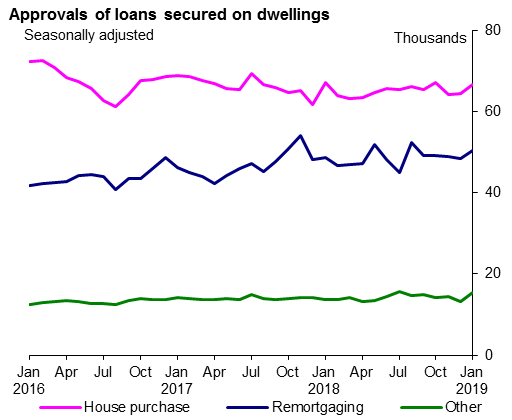 Approvals of loans secured on dwellings
Seasonally adjusted
Thousands
80
60
40
20
0
Jan Apr Jul Oct Jan Apr Jul Oct Jan Apr Jul Oct Jan
2016 2017 2018 2019
House purchase Remortgaging Other